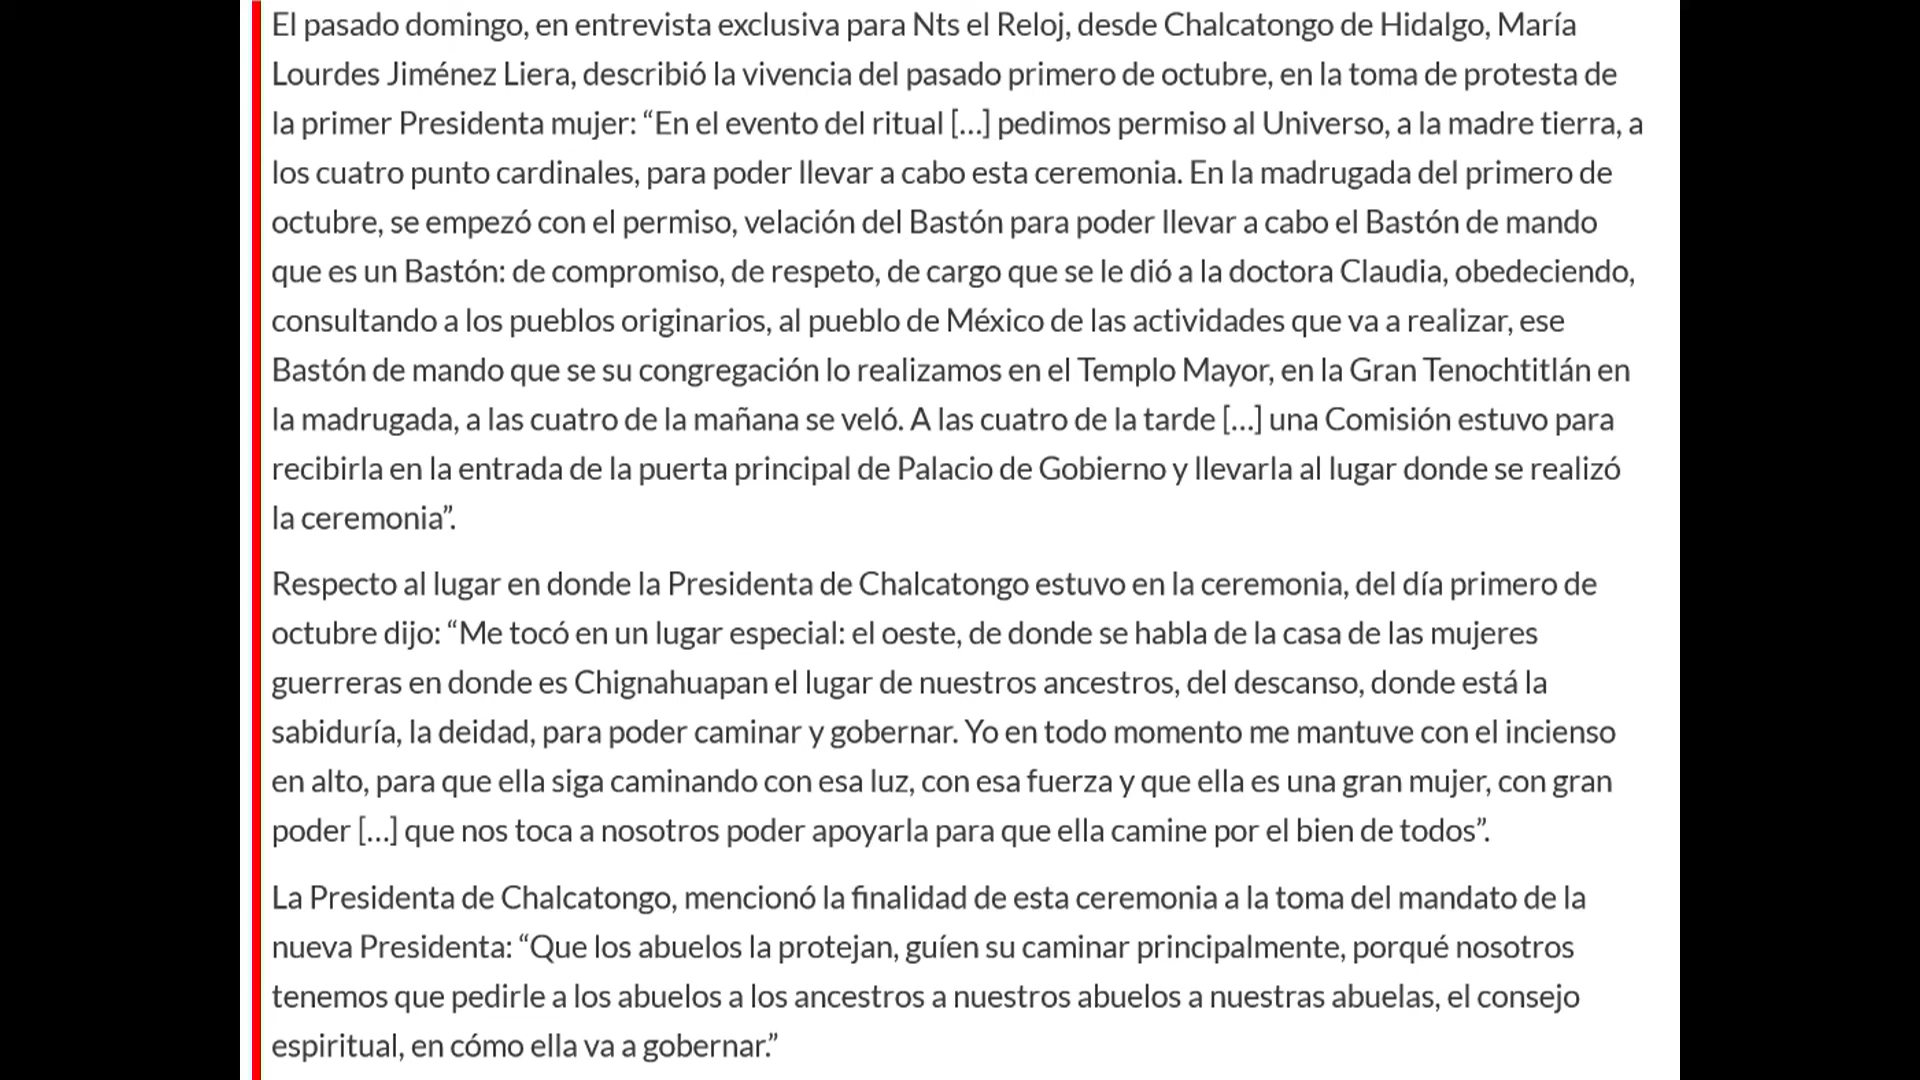 El pasado domingo, en entrevista exclusiva para Nts el Reloj, desde Chalcatongo de Hidalgo, María
Lourdes Jiménez Liera, describió la vivencia del pasado primero de octubre, en la toma de protesta de
la primer Presidenta mujer: “En el evento del ritual […] pedimos permiso al Universo, a la madre tierra, a
los cuatro punto cardinales, para poder llevar a cabo esta ceremonia. En la madrugada del primero de
octubre, se empezó con el permiso, velación del Bastón para poder llevar a cabo el Bastón de mando
que es un Bastón: de compromiso, de respeto, de cargo que se le dió a la doctora Claudia, obedeciendo,
consultando a los pueblos originarios, al pueblo de México de las actividades que va a realizar, ese
Bastón de mando que se su congregación lo realizamos en el Templo Mayor, en la Gran Tenochtitlán en
la madrugada, a las cuatro de la mañana se veló. A las cuatro de la tarde […] una Comisión estuvo para
recibirla en la entrada de la puerta principal de Palacio de Gobierno y llevarla al lugar donde se realizó
la ceremonia”.
Respecto al lugar en donde la Presidenta de Chalcatongo estuvo en la ceremonia, del día primero de
octubre dijo: “Me tocó en un lugar especial: el oeste, de donde se habla de la casa de las mujeres
guerreras en donde es Chignahuapan el lugar de nuestros ancestros, del descanso, donde está la
sabiduría, la deidad, para poder caminar y gobernar. Yo en todo momento me mantuve con el incienso
en alto, para que ella siga caminando con esa luz, con esa fuerza y que ella es una gran mujer, con gran
poder […] que nos toca a nosotros poder apoyarla para que ella camine por el bien de todos”.
La Presidenta de Chalcatongo, mencionó la finalidad de esta ceremonia a la toma del mandato de la
nueva Presidenta: “Que los abuelos la protejan, guíen su caminar principalmente, porqué nosotros
tenemos que pedirle a los abuelos a los ancestros a nuestros abuelos a nuestras abuelas, el consejo
espiritual, en cómo ella va a gobernar.”